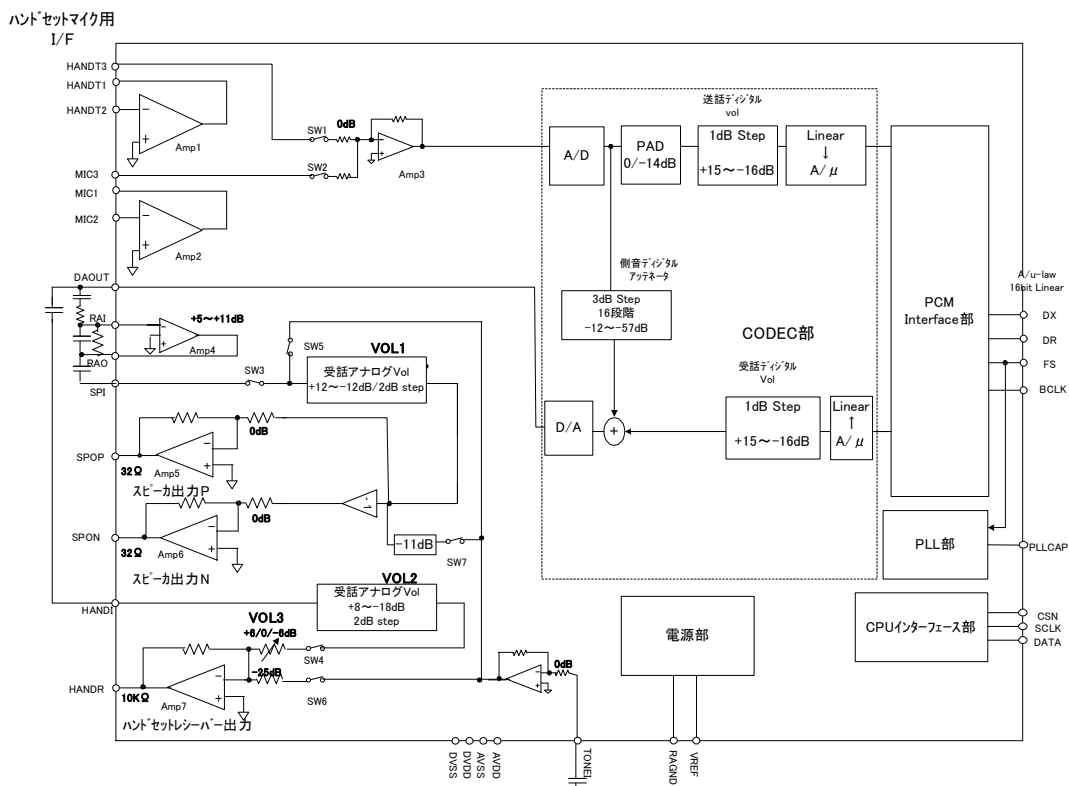 ハンドセットマイク用
I/F
HANDT3
HANDT1
HANDT2
Amp1
SW1
0dB
Amp3
SW2
MIC3
MIC1
MIC2
Amp2
送話ディジタル
vol
A/D
PAD
0/-14dB
1dB Step
+15～-16dB
Linear
↓
A/μ
DAOUT
RAI
+5～+11dB
Amp4
RAO
SPI
SW3
SW5
VOL1
受話アナログVol
+12～-12dB/2dB step
側音ディジタル
アッテネータ
3dB Step
16段階
-12～-57dB
CODEC部
受話ディジタル
Vol
1dB Step
+15～-16dB
Linear
↑
A/μ
D/A
+
PCM
Interface部
A/u-law
16bit Linear
DX
DR
FS
BCLK
0dB
SPOP
32Ω
Amp5
スピーカ出力P
0dB
-1
SPON
32Ω
Amp6
スピーカ出力N
-11dB
SW7
PLL部
PLLCAP
HANDI
VOL2
受話アナログVol
+8～-18dB
2dB step
VOL3
+6/0/-6dB
SW4
-25dB
SW6
HANDR
10KΩ
Amp7
ハンドセットレシーバー出力
0dB
電源部
CPUインターフェース部
CSN
SCLK
DATA
DVSS
DVDD
AVSS
AVDD
TONEI
RAGND
VREF